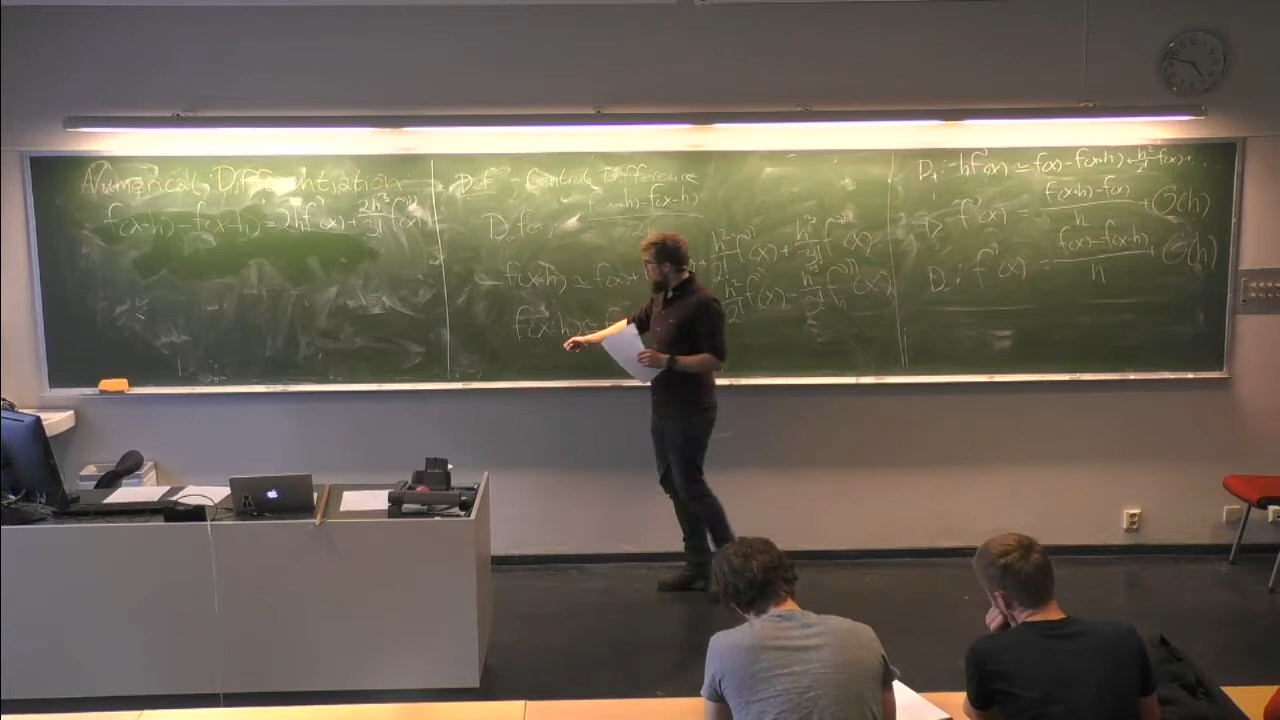 Numerical Differentiation
f(x+h) - f(x-h) = 2hf'(x) + 2h³/3! f'''(x)
Def - Central Difference
D₀f(x) f(x+h) - f(x-h) / 2h
f(x+h) ≃ f(x) + h²/2! f''(x) + h³/3! f'''(x)
f(x-h) ≃ h²/2! f''(x) - h³/3! f'''(x)
D₊: hf'(x) ≃ f(x) - f(x+h) + h²/2 f''(x) + ...
f'(x) = f(x+h) - f(x) / h + O(h)
D₋: f'(x) = f(x) - f(x-h) / h + O(h)